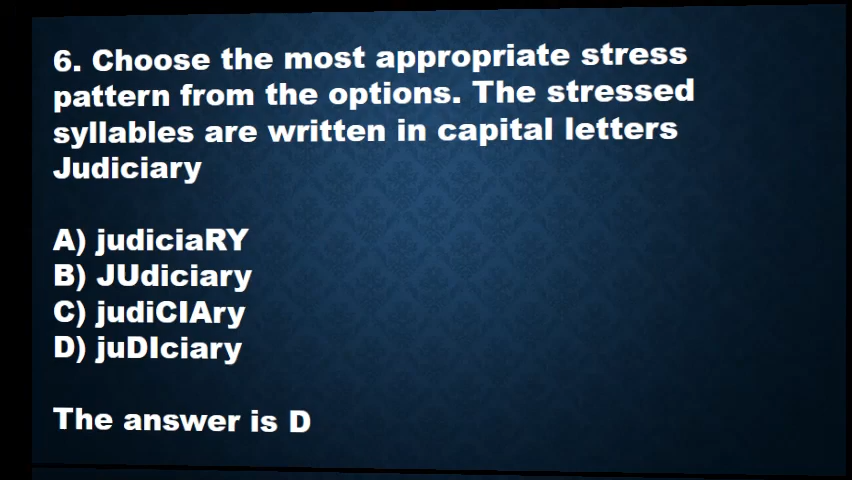 6. Choose the most appropriate stress
pattern from the options. The stressed
syllables are written in capital letters
Judiciary
A) judiciaRY
B) JUdiciary
C) judiCIAry
D) juDIciary
The answer is D